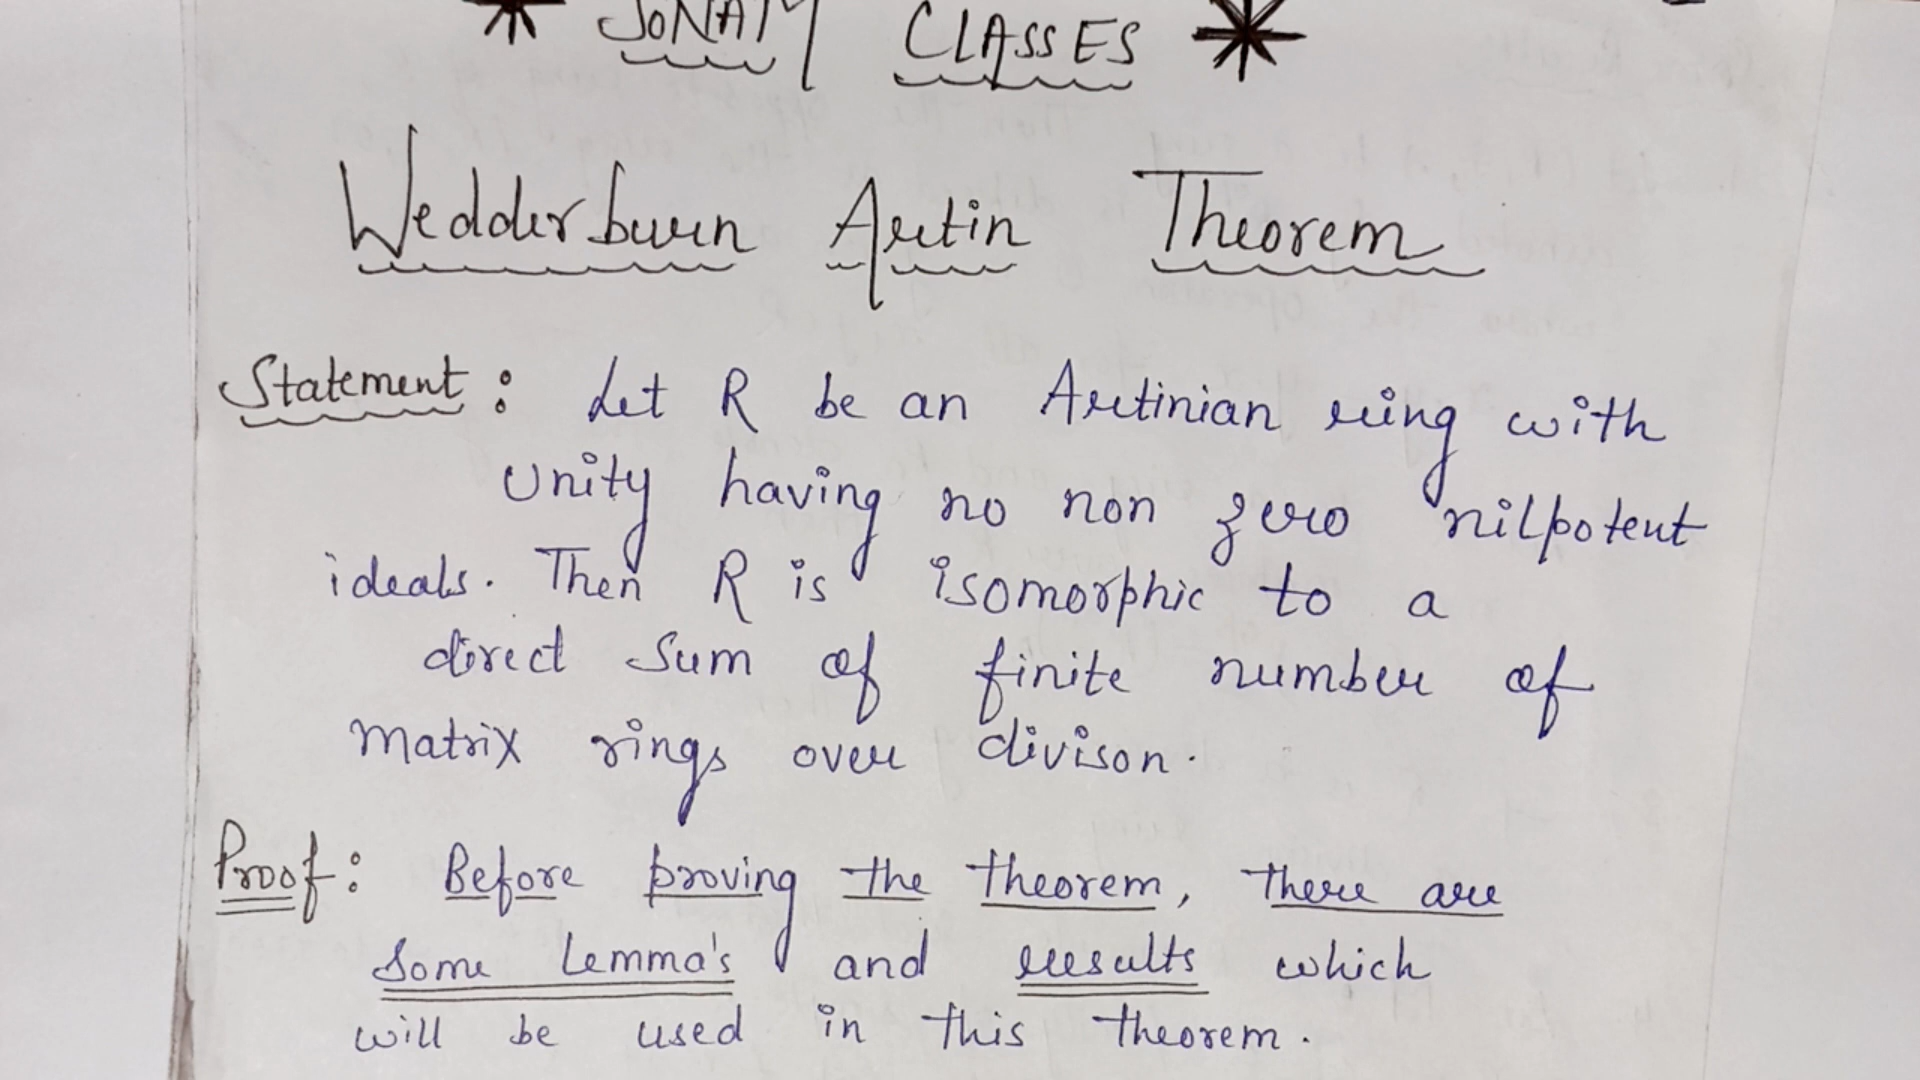 JONATY CLASSES
Wedderburn Artin Theorem
Statement : Let R be an Artinian ring with
Unity having no non zero nilpotent
ideals. Then R is isomorphic to a
direct sum of finite number of
matrix rings over divison.
Proof : Before proving the theorem, there are
Some Lemma's and results which
will be used in this theorem.